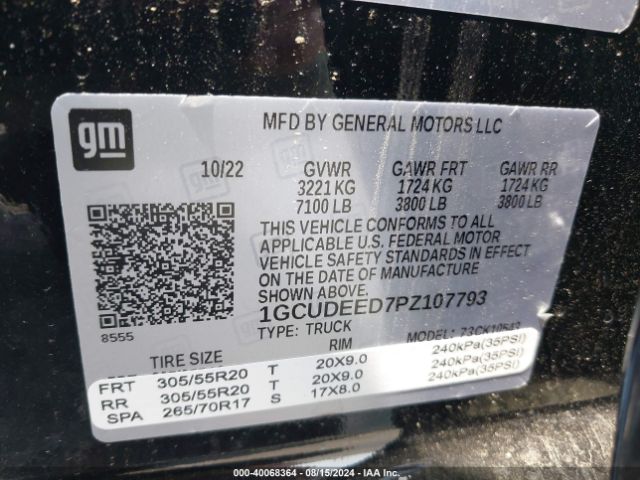 gm
MFD BY GENERAL MOTORS LLC
10/22 GVWR GAWR FRT GAWR RR
3221 KG 1724 KG 1724 KG
7100 LB 3800 LB 3800 LB
THIS VEHICLE CONFORMS TO ALL
APPLICABLE U.S. FEDERAL MOTOR
VEHICLE SAFETY STANDARDS IN EFFECT
ON THE DATE OF MANUFACTURE.
1GCUDEED7PZ107793
8555 TYPE: TRUCK MODEL: 73CK10543
TIRE SIZE RIM
FRT 305/55R20 T 20X9.0 240kPa(35PSI)
RR 305/55R20 T 20X9.0 240kPa(35PSI)
SPA 265/70R17 S 17X8.0 240kPa(35PSI)
000-40068364 - 08/15/2024 - IAA Inc.